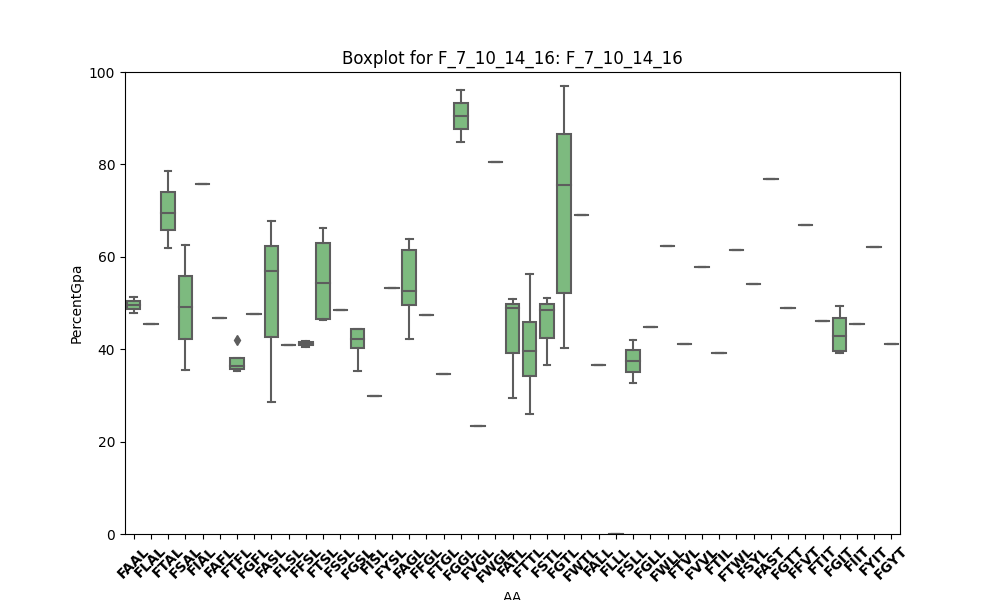 Boxplot for F_7_10_14_16: F_7_10_14_16
PercentGpa
100
80
60
40
20
0
FAAL FLAL FTAL FSAL FIAL FAFL FTFL FGFL FASL FLSL FFSL FTSL FSSL FGSL FISL FYSL FAGL FFGL FTGL FGGL FVGL FWGL FATL FTTL FSTL FGTL FWTL FALL FLLL FSLL FGLL FWLL FTVL FVVL FTIL FTWL FSYL FAST FGTT FFVT FTIT FGIT FIIT FYIT FGYT
AA